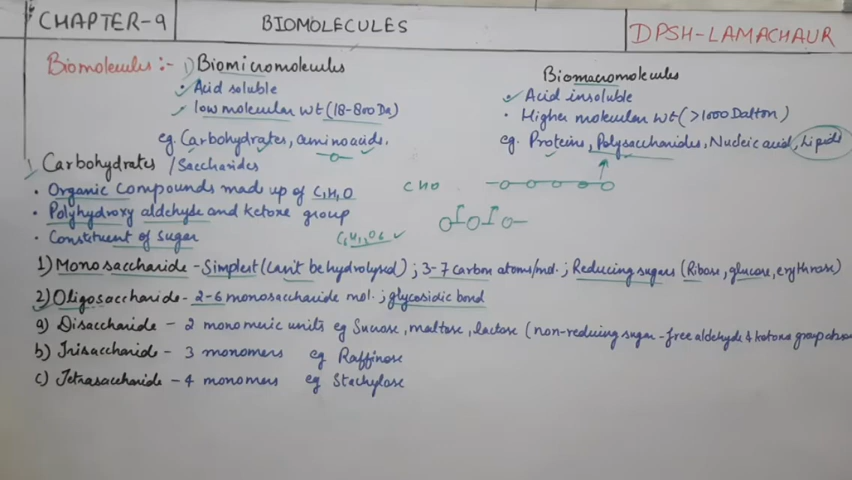 CHAPTER-9 BIOMOLECULES DPSH-LAMACHAUR
Biomolecules :- 1) Biomicromolecules
• Acid soluble
• low molecular wt (18-800 Da)
eg. Carbohydrates, aminoacids.
Biomacromolecules
• Acid insoluble
• Higher molecular wt (>1000 Dalton)
eg. Proteins, Polysaccharides, Nucleic acid, Lipids
1) Carbohydrates / Saccharides
• Organic Compounds made up of C,H,O CHO
• Polyhydroxy aldehyde and ketone group
• Constituent of sugar C6H12O6
1) Monosaccharide - Simplest (Can't be hydrolysed) ; 3-7 Carbon atoms/mol. ; Reducing sugars (Ribose, glucose, erythrose)
2) Oligosaccharide - 2-6 monosaccharide mol. ; glycosidic bond
a) Disaccharide - 2 monomeric units eg Sucrose, maltose, lactose (non-reducing sugar - free aldehyde & ketone group
b) Trisaccharide - 3 monomers eg Raffinose
c) Tetrasaccharide - 4 monomers eg Stachylose